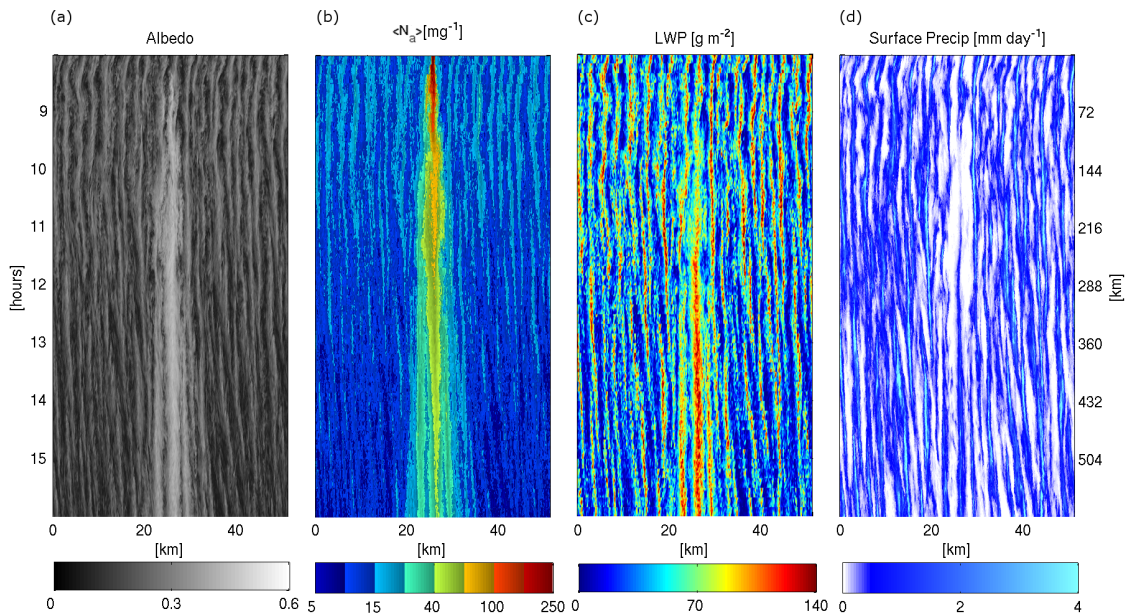 (a) (b) (c) (d)
Albedo <N_a>[mg⁻¹] LWP [g m⁻²] Surface Precip [mm day⁻¹]
9 72
10 144
11 216
12 288
[hours] [km]
13 360
14 432
15 504
0 20 40 0 20 40 0 20 40 0 20 40
[km] [km] [km] [km]
0 0.3 0.6 5 15 40 100 250 0 70 140 0 2 4